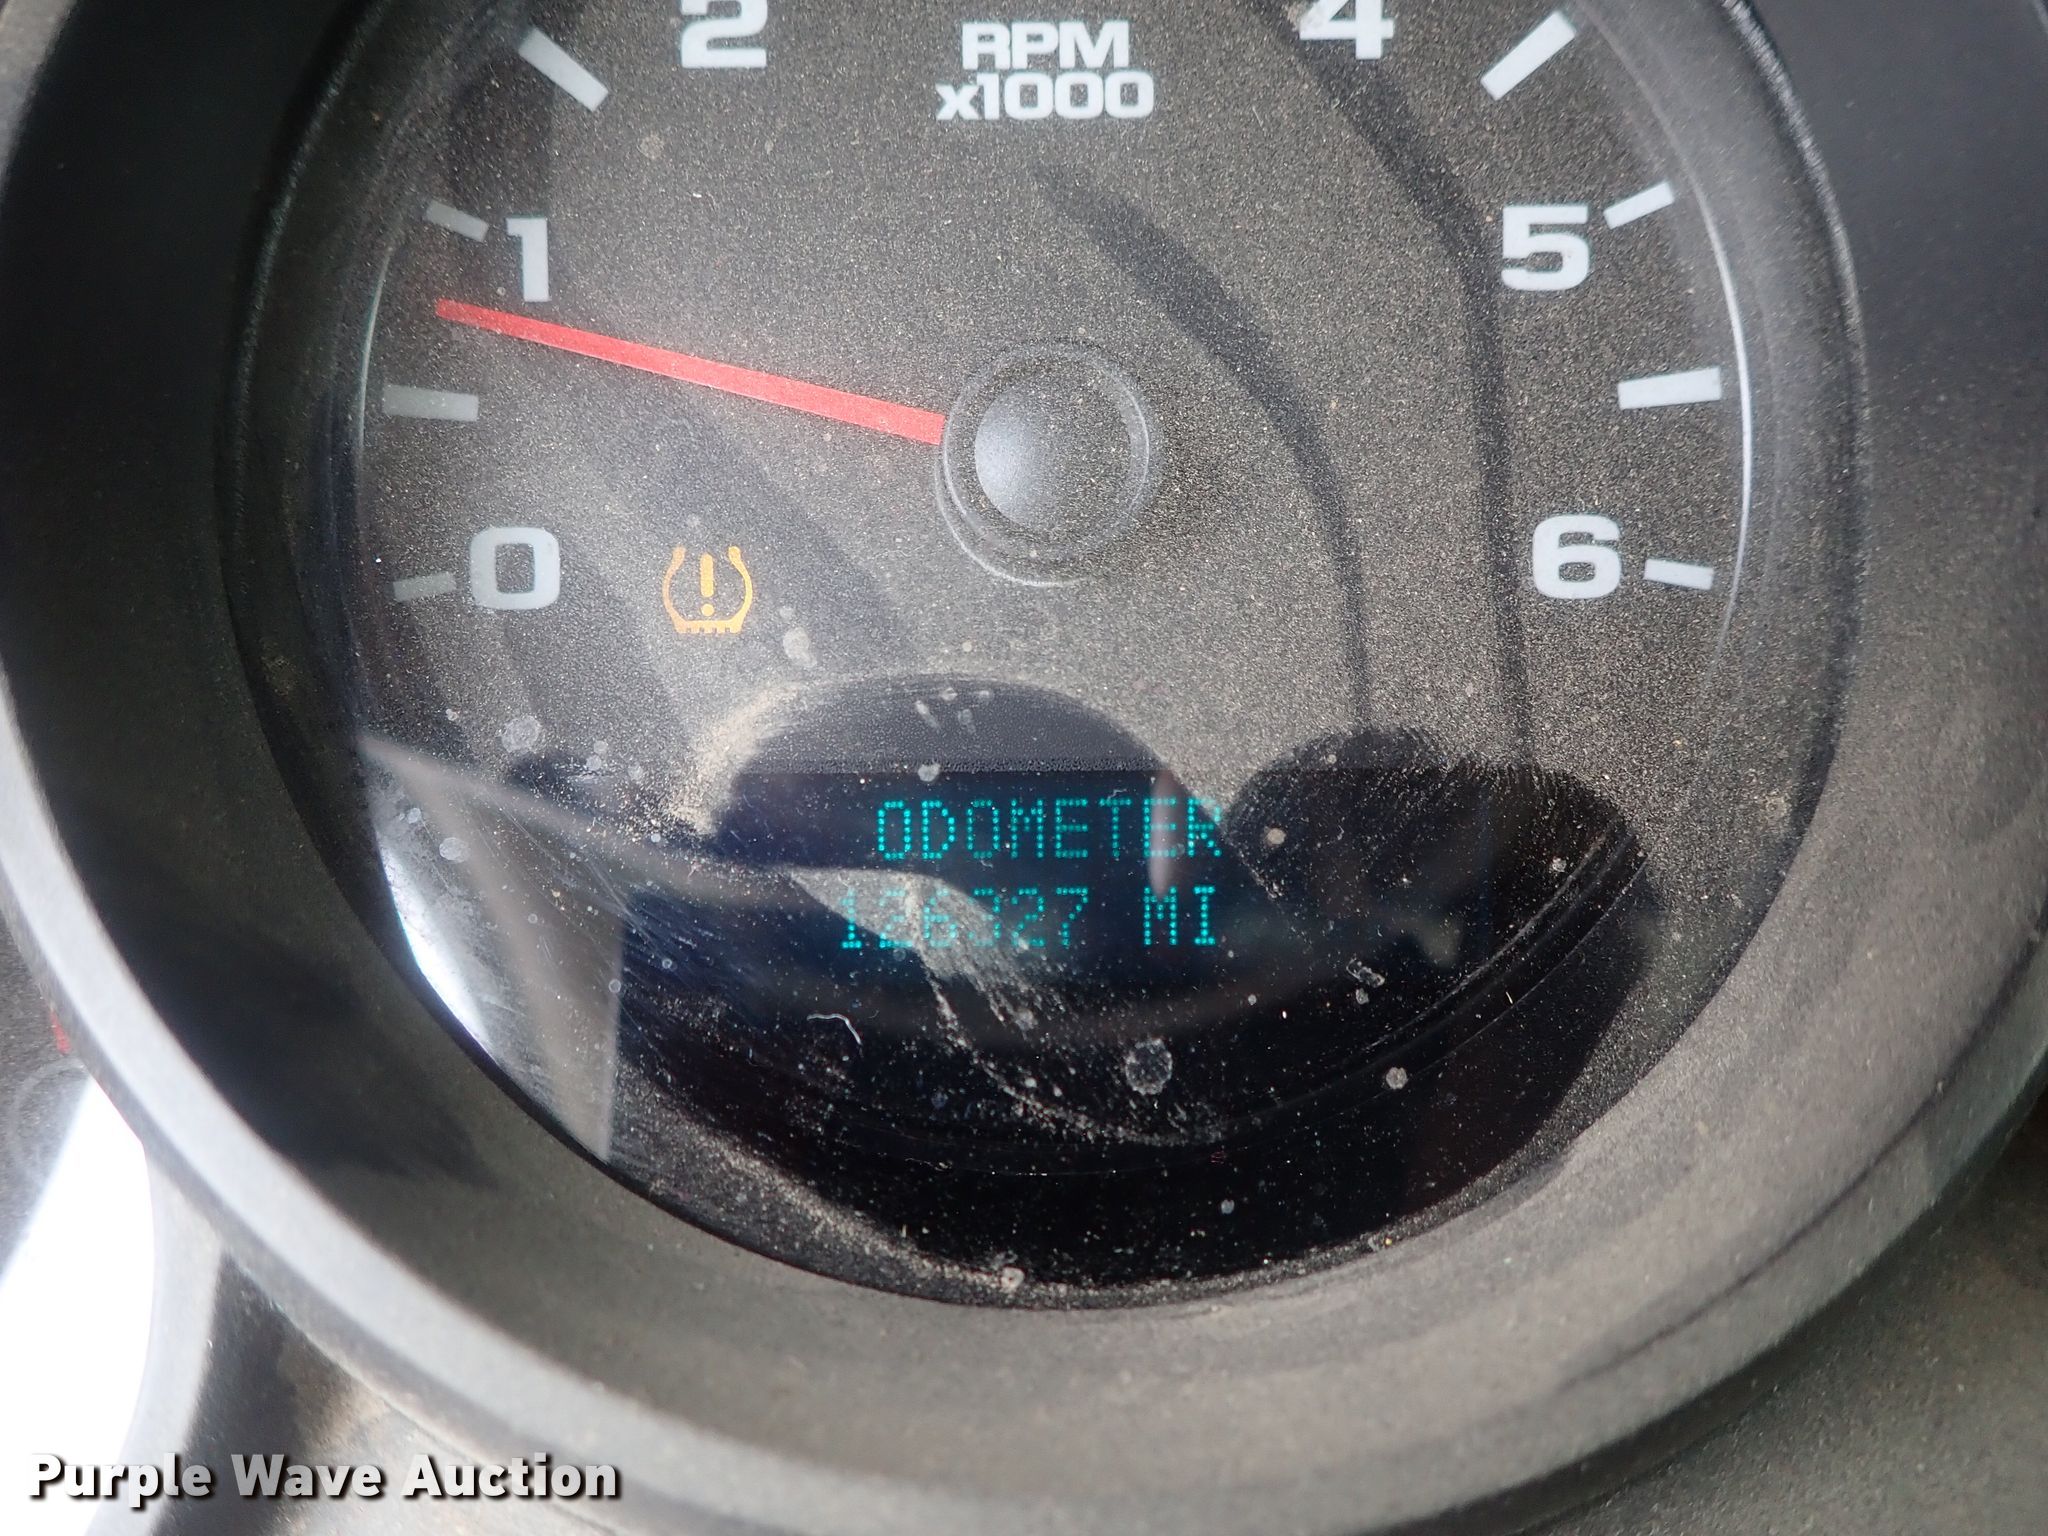 2
RPM
4
x1000
1
5
0
6
ODOMETER
126327 MI
Purple Wave Auction